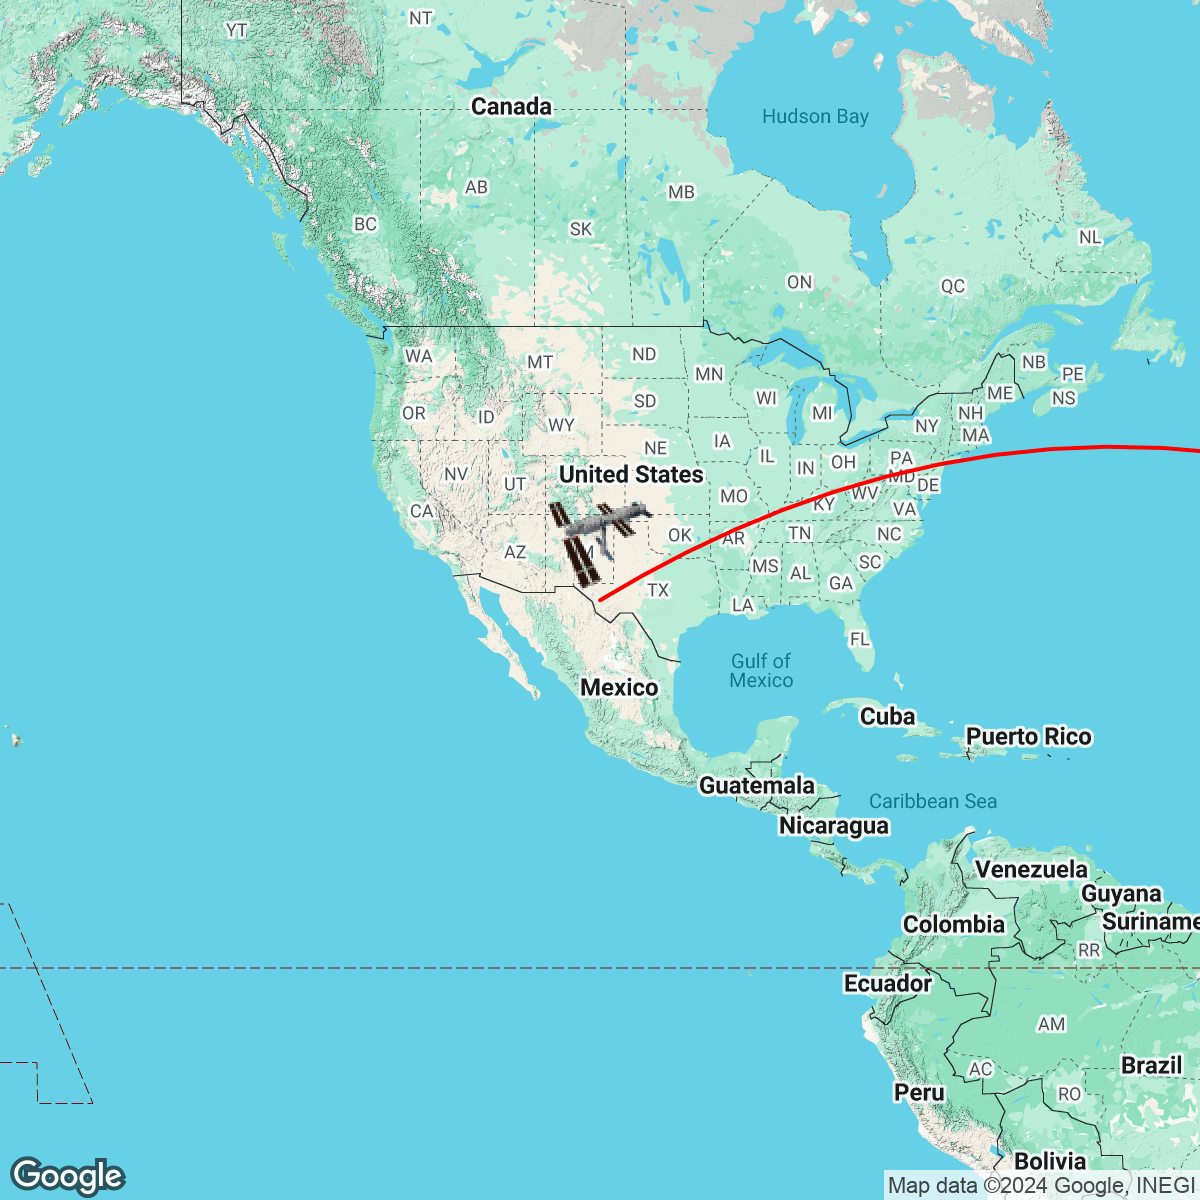 NT
YT
Canada
Hudson Bay
AB
MB
BC
SK
NL
ON
QC
WA
MT
ND
MN
NB
PE
OR
ID
WY
SD
WI
MI
ME
NS
NH
NY
MA
NE
IA
IL
IN
OH
PA
NV
UT
United States
MO
KY
WV
MD
DE
CA
VA
AZ
OK
AR
TN
NC
MS
AL
SC
GA
TX
LA
FL
Gulf of
Mexico
Mexico
Cuba
Puerto Rico
Guatemala
Caribbean Sea
Nicaragua
Venezuela
Guyana
Colombia
Suriname
RR
Ecuador
AM
AC
Brazil
Peru
RO
Bolivia
Google
Map data ©2024 Google, INEGI